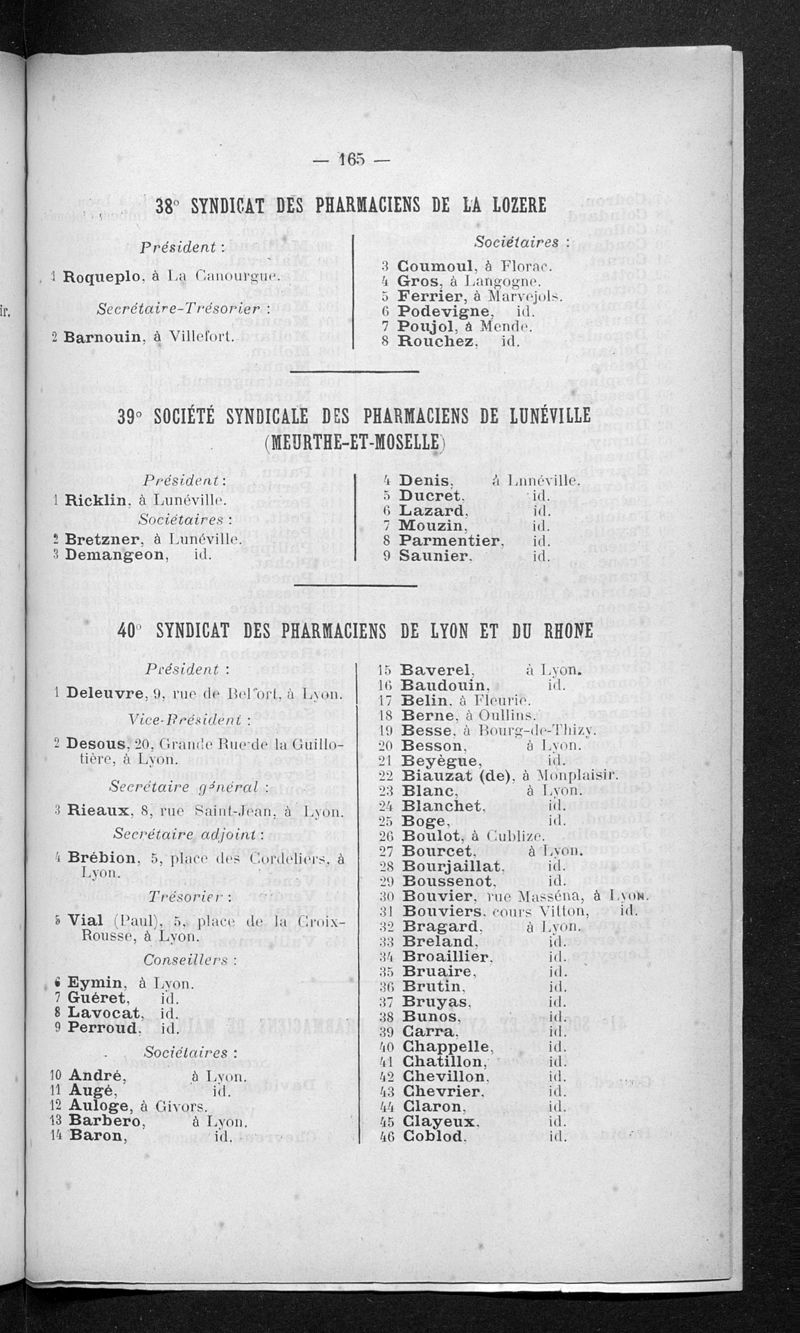 — 165 —
38° SYNDICAT DES PHARMACIENS DE LA LOZERE
Président :
1 Roqueplo, à La Canourgue.
Secrétaire-Trésorier :
2 Barnouin, à Villefort.
Sociétaires :
3 Coumoul, à Florac.
4 Gros, à Langogne.
5 Ferrier, à Marvejols.
6 Podevigne, id.
7 Poujol, à Mende.
8 Rouchez, id.
39° SOCIÉTÉ SYNDICALE DES PHARMACIENS DE LUNÉVILLE
(MEURTHE-ET-MOSELLE)
Président :
1 Ricklin, à Lunéville.
Sociétaires :
2 Bretzner, à Lunéville.
3 Demangeon, id.
4 Denis, à Lunéville.
5 Ducret, id.
6 Lazard, id.
7 Mouzin, id.
8 Parmentier, id.
9 Saunier, id.
40° SYNDICAT DES PHARMACIENS DE LYON ET DU RHONE
Président :
1 Deleuvre, 9, rue de Belfort, à Lyon.
Vice-Président :
2 Desous, 20, Grande Rue de la Guillo-
tière, à Lyon.
Secrétaire général :
3 Rieaux, 8, rue Saint-Jean, à Lyon.
Secrétaire adjoint :
4 Brébion, 5, place des Cordeliers, à
Lyon.
Trésorier :
5 Vial (Paul), 5, place de la Croix-
Rousse, à Lyon.
Conseillers :
6 Eymin, à Lyon.
7 Guéret, id.
8 Lavocat, id.
9 Perroud, id.
Sociétaires :
10 André, à Lyon.
11 Augé, id.
12 Auloge, à Givors.
13 Barbero, à Lyon.
14 Baron, id.
15 Baverel, à Lyon.
16 Baudouin, id.
17 Belin, à Fleurie.
18 Berne, à Oullins.
19 Besse, à Bourg-de-Thizy.
20 Besson, à Lyon.
21 Beyègue, id.
22 Biauzat (de), à Monplaisir.
23 Blanc, à Lyon.
24 Blanchet, id.
25 Boge, id.
26 Boulot, à Cublize.
27 Bourcet, à Lyon.
28 Bourjaillat, id.
29 Boussenot, id.
30 Bouvier, rue Masséna, à Lyon.
31 Bouviers, cours Vitton, id.
32 Bragard, à Lyon.
33 Breland, id.
34 Broaillier, id.
35 Bruaire, id.
36 Brutin, id.
37 Bruyas, id.
38 Bunos, id.
39 Carra, id.
40 Chappelle, id.
41 Chatillon, id.
42 Chevillon, id.
43 Chevrier, id.
44 Claron, id.
45 Clayeux, id.
46 Coblod, id.
ir.